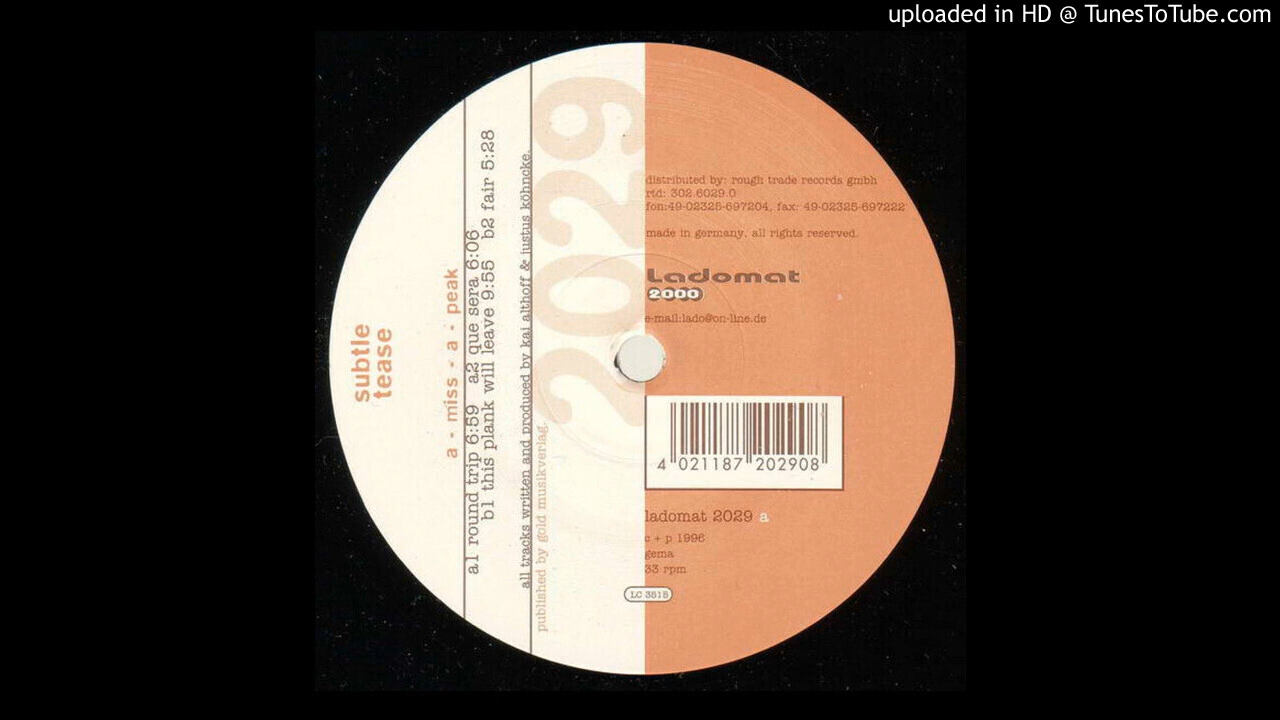 uploaded in HD @ TunesToTube.com
subtle
tease
a - miss - a - peak
a1 round trip 6:59 a2 que sera 6:06
b1 this plank will leave 9:55 b2 fair 5:28
all tracks written and produced by kai althoff & justus köhncke.
published by gold musikverlag.
2029
distributed by: rough trade records gmbh
rtd: 302.6029.0
fon:49-02325-697204, fax: 49-02325-697222
made in germany, all rights reserved.
Ladomat
2000
e-mail:lado@on-line.de
4 021187 202908
ladomat 2029 a
c + p 1996
gema
33 rpm
LC 3515